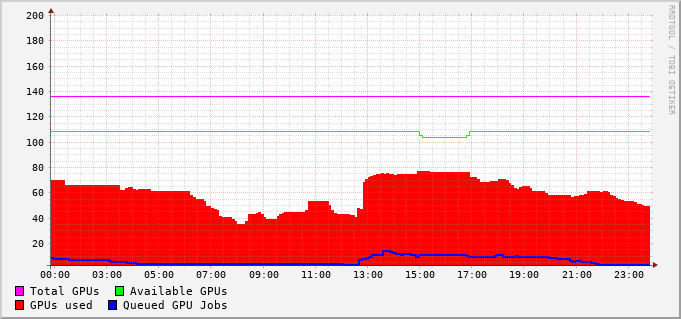 200
180
160
140
120
100
80
60
40
20
00:00 03:00 05:00 07:00 09:00 11:00 13:00 15:00 17:00 19:00 21:00 23:00
Total GPUs Available GPUs
GPUs used Queued GPU Jobs
RRDTOOL / TOBI OETIKER